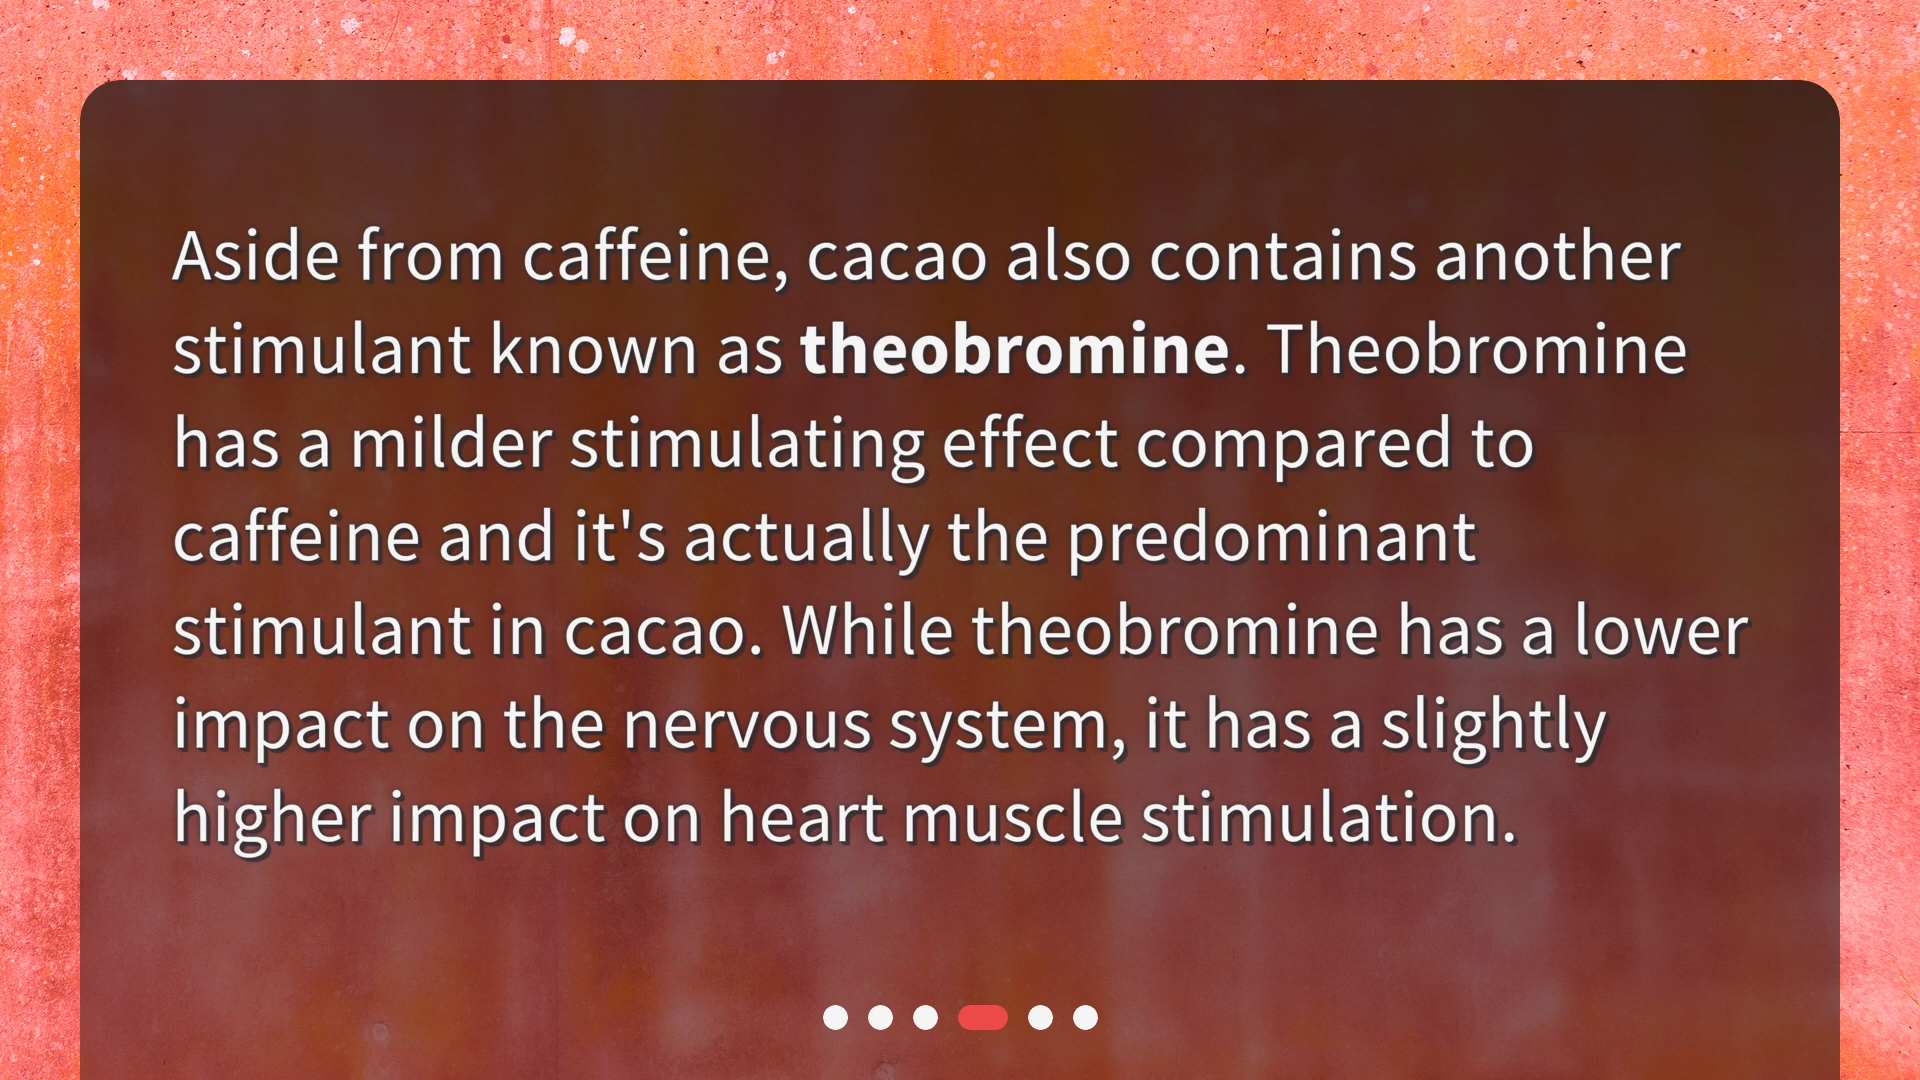 Aside from caffeine, cacao also contains another
stimulant known as theobromine. Theobromine
has a milder stimulating effect compared to
caffeine and it's actually the predominant
stimulant in cacao. While theobromine has a lower
impact on the nervous system, it has a slightly
higher impact on heart muscle stimulation.